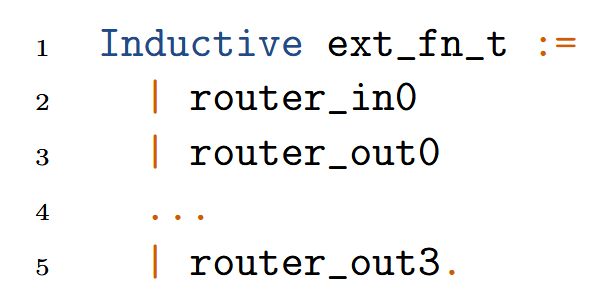 1 Inductive ext_fn_t :=
2 | router_in0
3 | router_out0
4 ...
5 | router_out3.